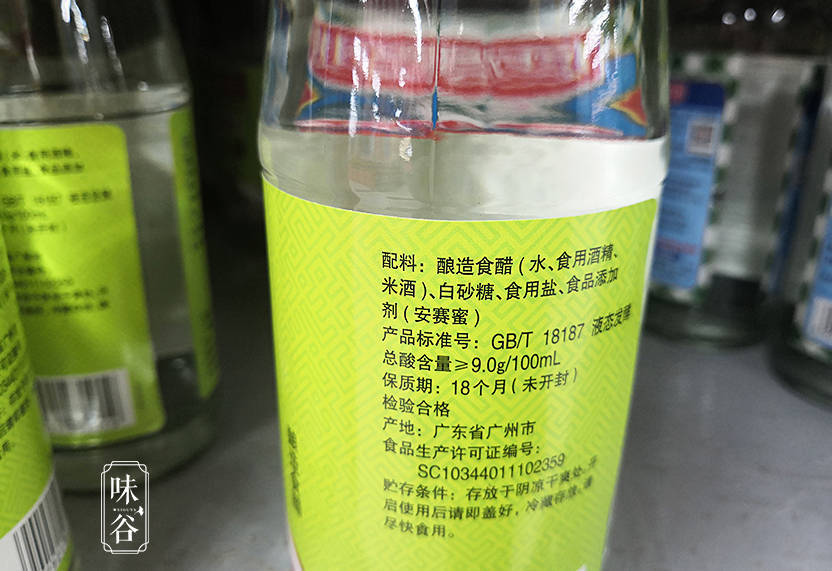 配料：酿造食醋（水、食用酒精、
米酒）、白砂糖、食用盐、食品添加
剂（安赛蜜）
产品标准号：GB/T 18187 液态发酵
总酸含量≥9.0g/100mL
保质期：18个月（未开封）
检验合格
产地：广东省广州市
食品生产许可证编号：
SC10344011102359
贮存条件：存放于阴凉干爽处，开
启使用后请即盖好，冷藏存放，请
尽快食用。
18187
味谷